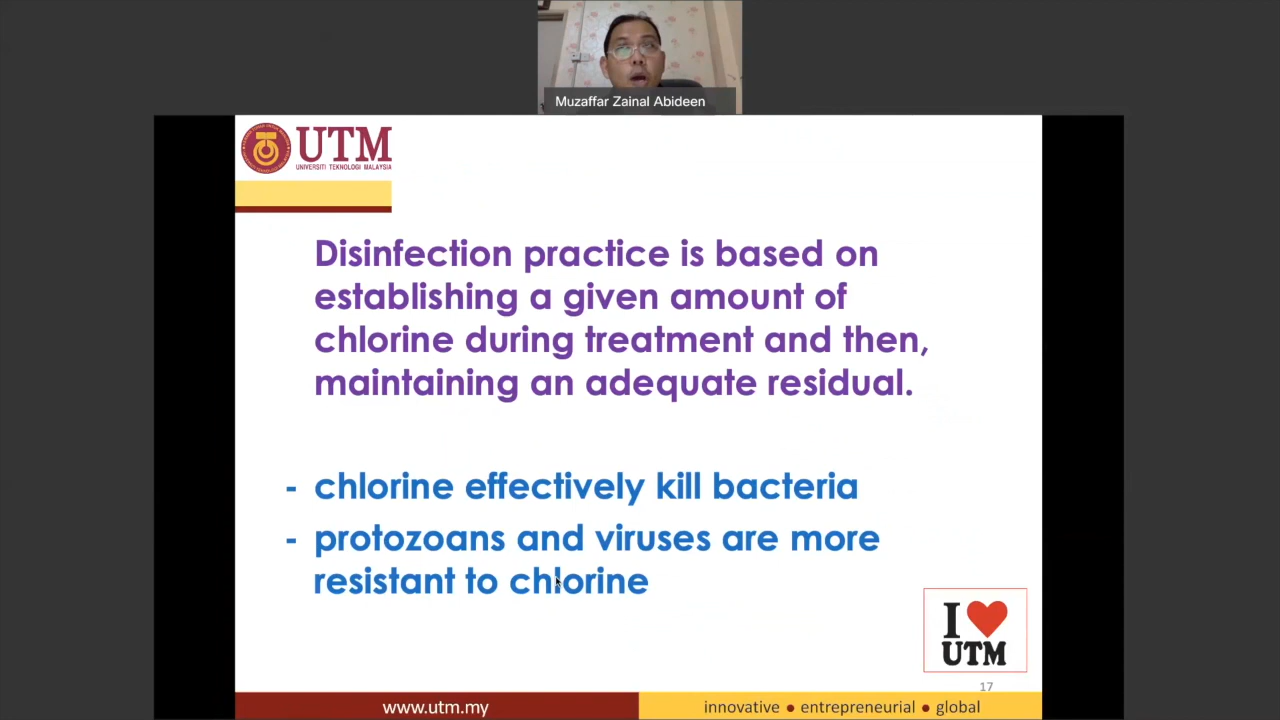 Muzaffar Zainal Abideen
UTM
UNIVERSITI TEKNOLOGI MALAYSIA
Disinfection practice is based on
establishing a given amount of
chlorine during treatment and then,
maintaining an adequate residual.
- chlorine effectively kill bacteria
- protozoans and viruses are more
resistant to chlorine
I ❤
UTM
17
www.utm.my
innovative ● entrepreneurial ● global